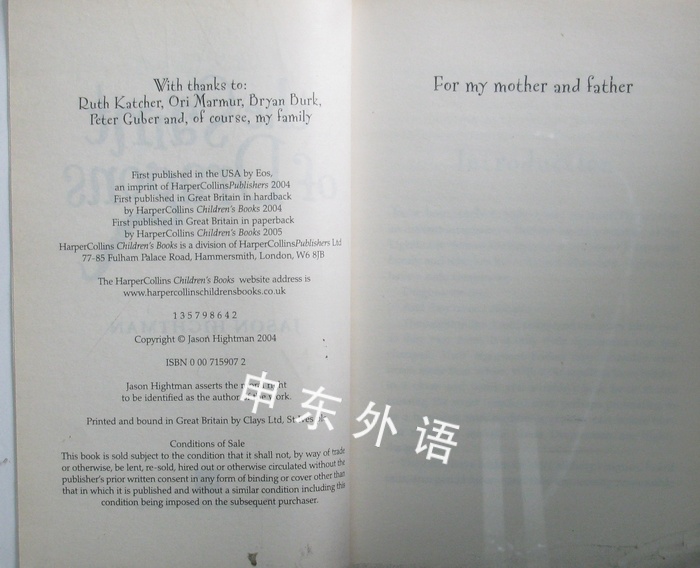 With thanks to:
Ruth Katcher, Ori Marmur, Bryan Burk,
Peter Guber and, of course, my family
First published in the USA by Eos,
an imprint of HarperCollinsPublishers 2004
First published in Great Britain in hardback
by HarperCollins Children's Books 2004
First published in Great Britain in paperback
by HarperCollins Children's Books 2005
HarperCollins Children's Books is a division of HarperCollinsPublishers Ltd
77-85 Fulham Palace Road, Hammersmith, London, W6 8JB
The HarperCollins Children's Books website address is
www.harpercollinschildrensbooks.co.uk
1 3 5 7 9 8 6 4 2
Copyright © Jason Hightman 2004
ISBN 0 00 715907 2
Jason Hightman asserts the right
to be identified as the author work.
Printed and bound in Great Britain by Clays Ltd, St
Conditions of Sale
This book is sold subject to the condition that it shall not, by way of trade
or otherwise, be lent, re-sold, hired out or otherwise circulated without the
publisher's prior written consent in any form of binding or cover other than
that in which it is published and without a similar condition including this
condition being imposed on the subsequent purchaser.
For my mother and father
申东外语